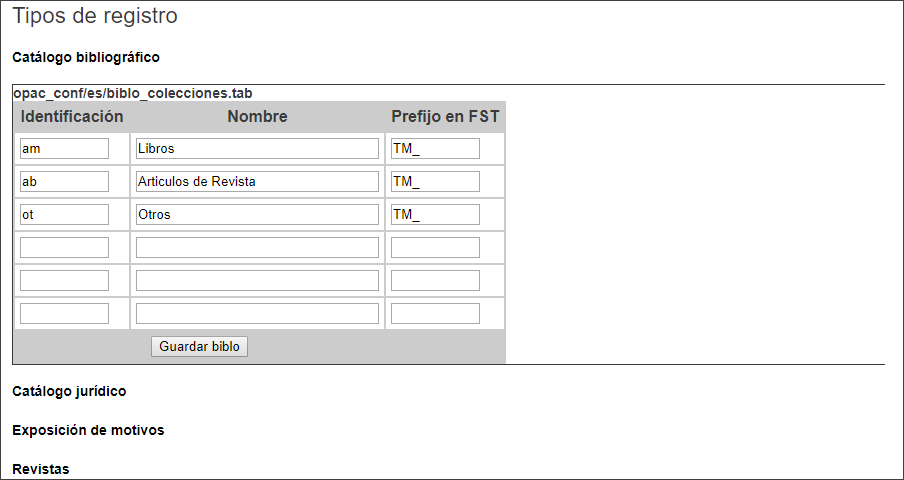 Tipos de registro
Catálogo bibliográfico
opac_conf/es/biblo_colecciones.tab
Identificación Nombre Prefijo en FST
am Libros TM_
ab Articulos de Revista TM_
ot Otros TM_
Guardar biblo
Catálogo jurídico
Exposición de motivos
Revistas